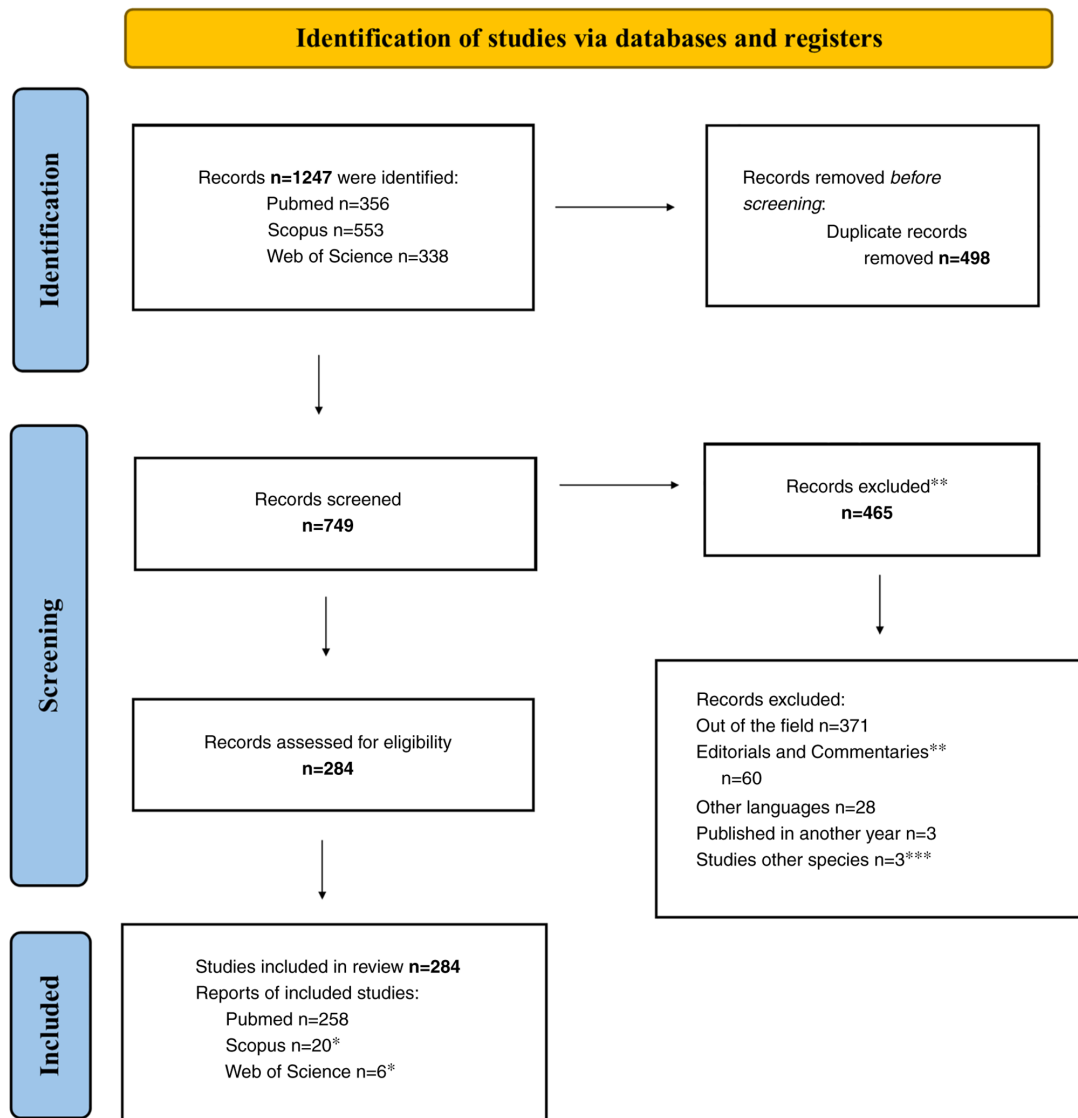 Identification of studies via databases and registers
Identification
Records n=1247 were identified:
Pubmed n=356
Scopus n=553
Web of Science n=338
Records removed before
screening:
Duplicate records
removed n=498
Screening
Records screened
n=749
Records excluded**
n=465
Records assessed for eligibility
n=284
Records excluded:
Out of the field n=371
Editorials and Commentaries**
n=60
Other languages n=28
Published in another year n=3
Studies other species n=3***
Included
Studies included in review n=284
Reports of included studies:
Pubmed n=258
Scopus n=20*
Web of Science n=6*